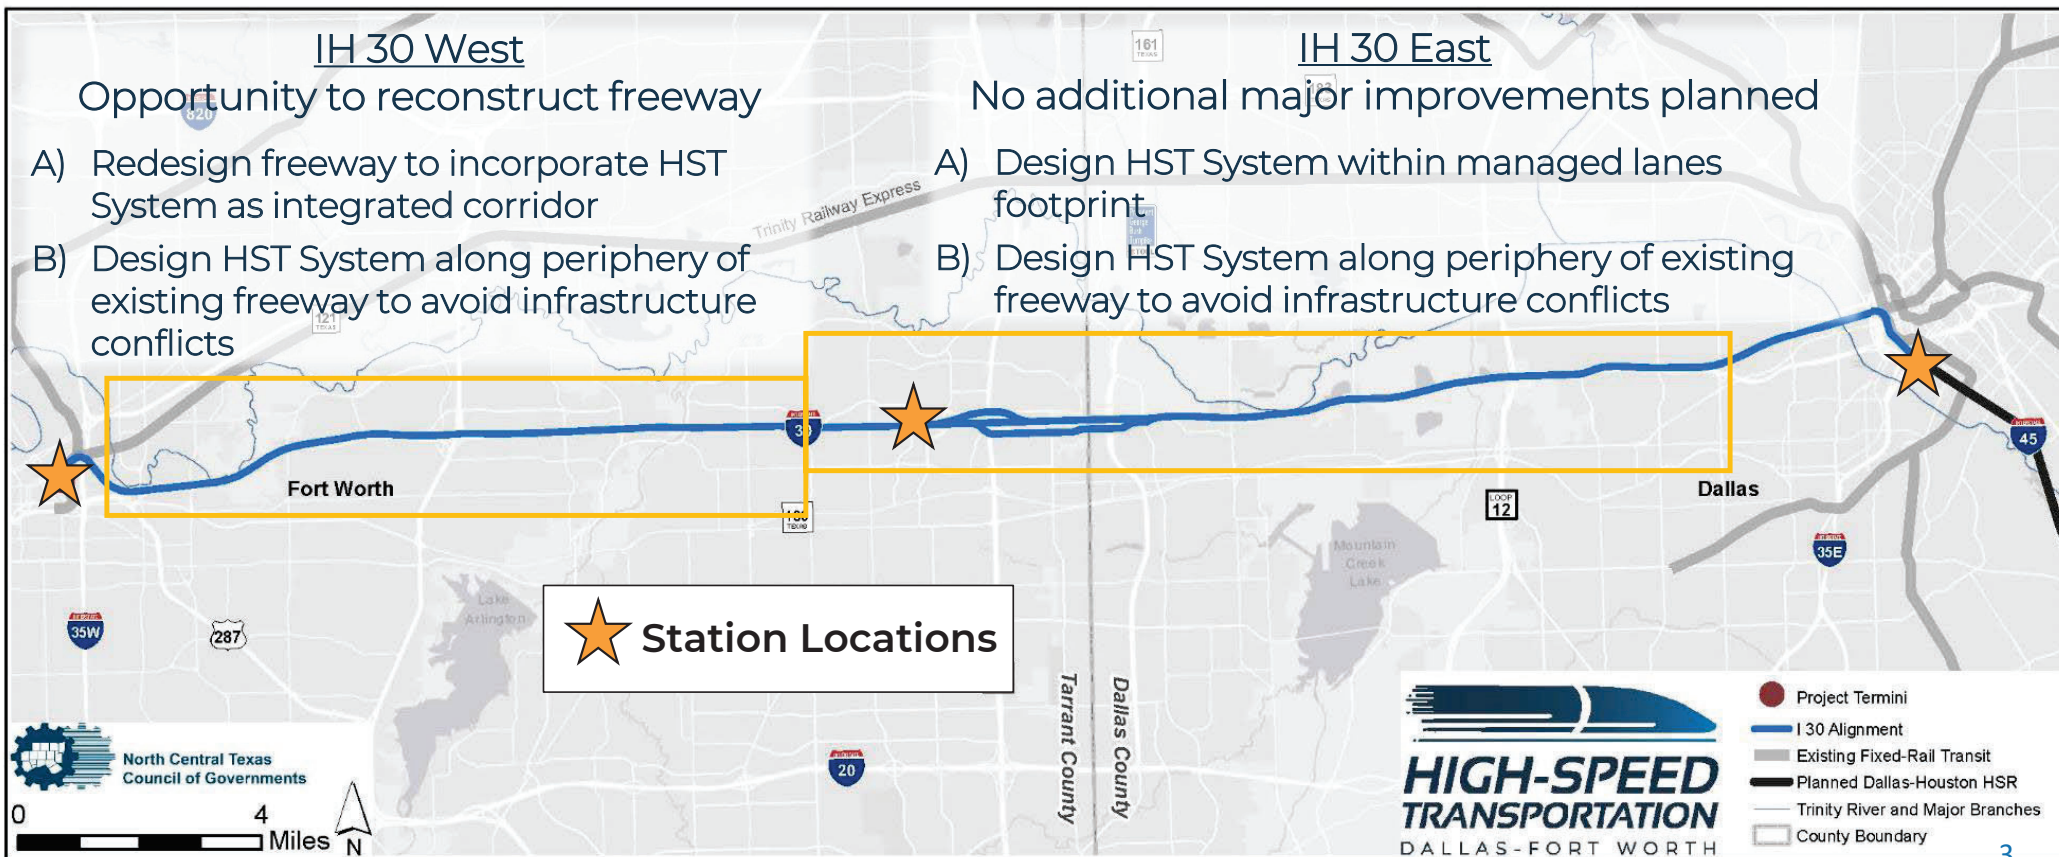 IH 30 West
Opportunity to reconstruct freeway
A) Redesign freeway to incorporate HST
System as integrated corridor
B) Design HST System along periphery of
existing freeway to avoid infrastructure
conflicts
IH 30 East
No additional major improvements planned
A) Design HST System within managed lanes
footprint
B) Design HST System along periphery of existing
freeway to avoid infrastructure conflicts
820
161
TEXAS
183
Trinity Railway Express
121
TEXAS
30
Fort Worth
180
TEXAS
LOOP
12
Dallas
45
35E
Mountain
Creek
Lake
Lake
Arlington
35W
287
20
Station Locations
Tarrant County
Dallas County
North Central Texas
Council of Governments
0 4
Miles
N
HIGH-SPEED
TRANSPORTATION
DALLAS-FORT WORTH
Project Termini
I 30 Alignment
Existing Fixed-Rail Transit
Planned Dallas-Houston HSR
Trinity River and Major Branches
County Boundary
3